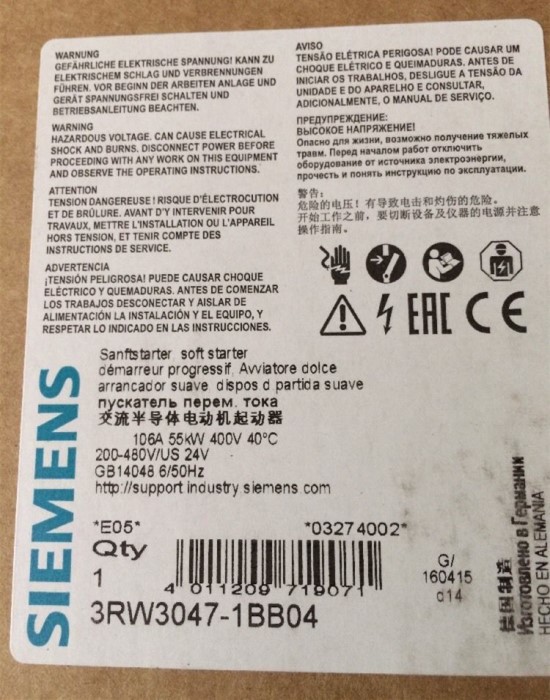 WARNUNG
GEFÄHRLICHE ELEKTRISCHE SPANNUNG! KANN ZU
ELEKTRISCHEM SCHLAG UND VERBRENNUNGEN
FÜHREN. VOR BEGINN DER ARBEITEN ANLAGE UND
GERÄT SPANNUNGSFREI SCHALTEN UND
BETRIEBSANLEITUNG BEACHTEN.
WARNING
HAZARDOUS VOLTAGE. CAN CAUSE ELECTRICAL
SHOCK AND BURNS. DISCONNECT POWER BEFORE
PROCEEDING WITH ANY WORK ON THIS EQUIPMENT
AND OBSERVE THE OPERATING INSTRUCTIONS.
ATTENTION
TENSION DANGEREUSE ! RISQUE D'ÉLECTROCUTION
ET DE BRÛLURE. AVANT D'Y INTERVENIR POUR
TRAVAUX, METTRE L'INSTALLATION OU L'APPAREIL
HORS TENSION, ET TENIR COMPTE DES
INSTRUCTIONS DE SERVICE.
ADVERTENCIA
¡TENSIÓN PELIGROSA! PUEDE CAUSAR CHOQUE
ELÉCTRICO Y QUEMADURAS. ANTES DE COMENZAR
LOS TRABAJOS DESCONECTAR Y AISLAR DE
ALIMENTACIÓN LA INSTALACIÓN Y EL EQUIPO, Y
RESPETAR LO INDICADO EN LAS INSTRUCCIONES.
AVISO
TENSÃO ELÉTRICA PERIGOSA! PODE CAUSAR UM
CHOQUE ELÉTRICO E QUEIMADURAS. ANTES DE
INICIAR OS TRABALHOS, DESLIGUE A TENSÃO DA
UNIDADE E DO APARELHO E CONSULTAR,
ADICIONALMENTE, O MANUAL DE SERVIÇO.
ПРЕДУПРЕЖДЕНИЕ:
ВЫСОКОЕ НАПРЯЖЕНИЕ!
Опасно для жизни, возможно получение тяжелых
травм. Перед началом работ отключить
оборудование от источника электроэнергии,
прочесть и понять инструкцию по эксплуатации.
警告:
危险的电压! 有导致电击和灼伤的危险。
开始工作之前, 要切断设备及仪器的电源并注意
操作指南。
EAC CE
SIEMENS
Sanftstarter soft starter
démarreur progressif, Avviatore dolce
arrancador suave dispos d partida suave
пускатель перем. тока
交流半导体电动机起动器
106A 55kW 400V 40°C
200-480V/US 24V
GB14048 6/50Hz
http://support industry siemens com
*E05* *03274002*
Qty
1
4 011209 719071
G/
160415
d14
3RW3047-1BB04
德国制造
Изготовлено в Германии
HECHO EN ALEMANIA